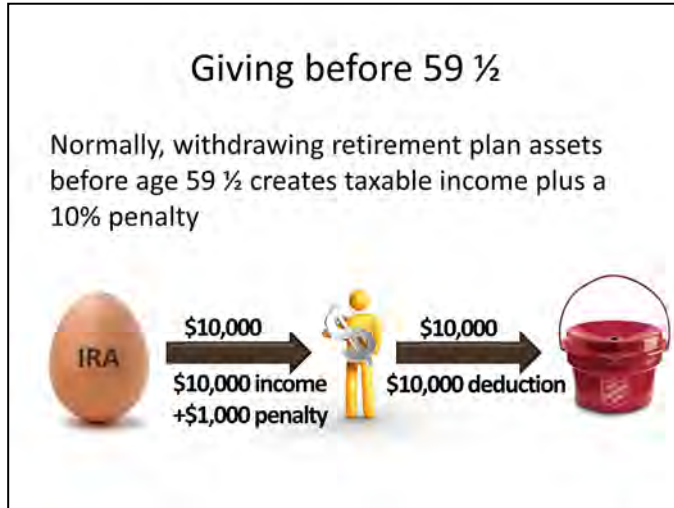 Giving before 59 ½
Normally, withdrawing retirement plan assets
before age 59 ½ creates taxable income plus a
10% penalty
IRA
$10,000
$10,000 income
+$1,000 penalty
$
$10,000
$10,000 deduction